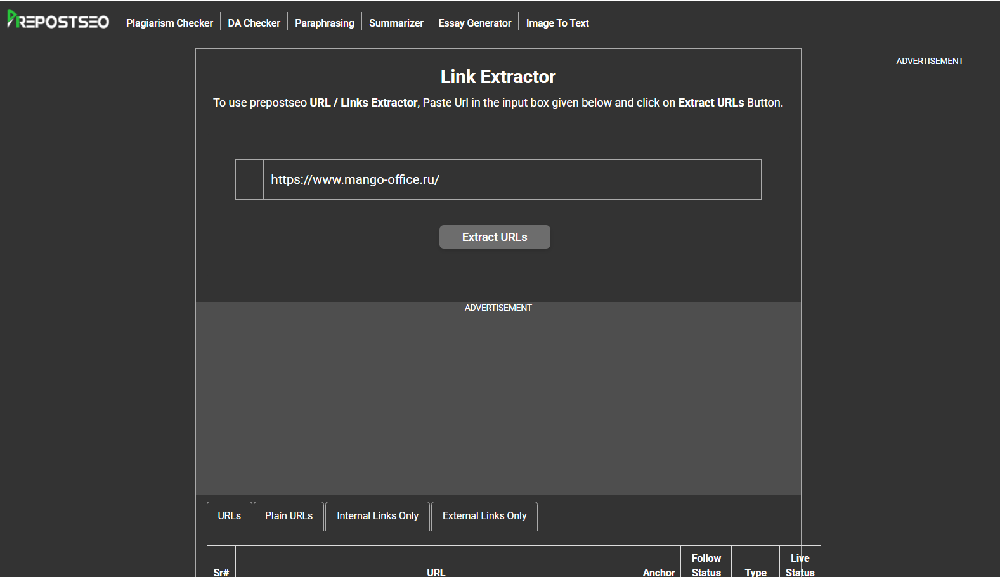 PREPOSTSEO
Plagiarism Checker
DA Checker
Paraphrasing
Summarizer
Essay Generator
Image To Text
ADVERTISEMENT
Link Extractor
To use prepostseo URL / Links Extractor, Paste Url in the input box given below and click on Extract URLs Button.
https://www.mango-office.ru/
Extract URLs
ADVERTISEMENT
URLs
Plain URLs
Internal Links Only
External Links Only
Sr#
URL
Anchor
Follow
Status
Type
Live
Status